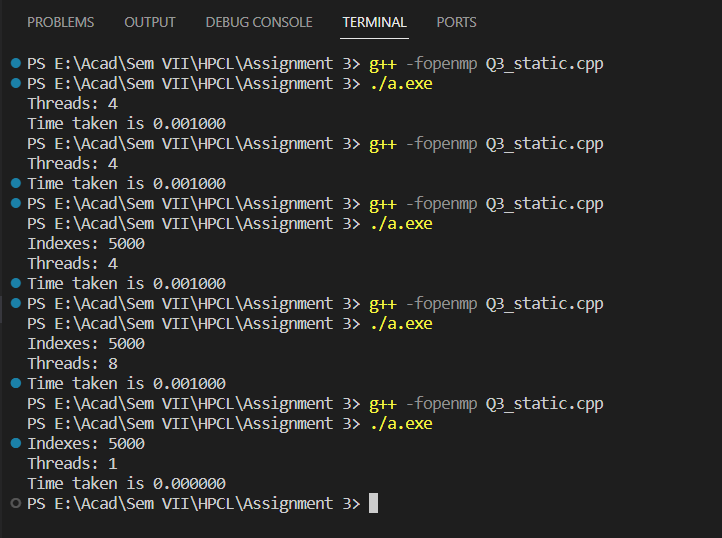 PROBLEMS OUTPUT DEBUG CONSOLE TERMINAL PORTS
PS E:\Acad\Sem VII\HPCL\Assignment 3> g++ -fopenmp Q3_static.cpp
PS E:\Acad\Sem VII\HPCL\Assignment 3> ./a.exe
Threads: 4
Time taken is 0.001000
PS E:\Acad\Sem VII\HPCL\Assignment 3> g++ -fopenmp Q3_static.cpp
Threads: 4
Time taken is 0.001000
PS E:\Acad\Sem VII\HPCL\Assignment 3> g++ -fopenmp Q3_static.cpp
PS E:\Acad\Sem VII\HPCL\Assignment 3> ./a.exe
Indexes: 5000
Threads: 4
Time taken is 0.001000
PS E:\Acad\Sem VII\HPCL\Assignment 3> g++ -fopenmp Q3_static.cpp
PS E:\Acad\Sem VII\HPCL\Assignment 3> ./a.exe
Indexes: 5000
Threads: 8
Time taken is 0.001000
PS E:\Acad\Sem VII\HPCL\Assignment 3> g++ -fopenmp Q3_static.cpp
PS E:\Acad\Sem VII\HPCL\Assignment 3> ./a.exe
Indexes: 5000
Threads: 1
Time taken is 0.000000
PS E:\Acad\Sem VII\HPCL\Assignment 3>